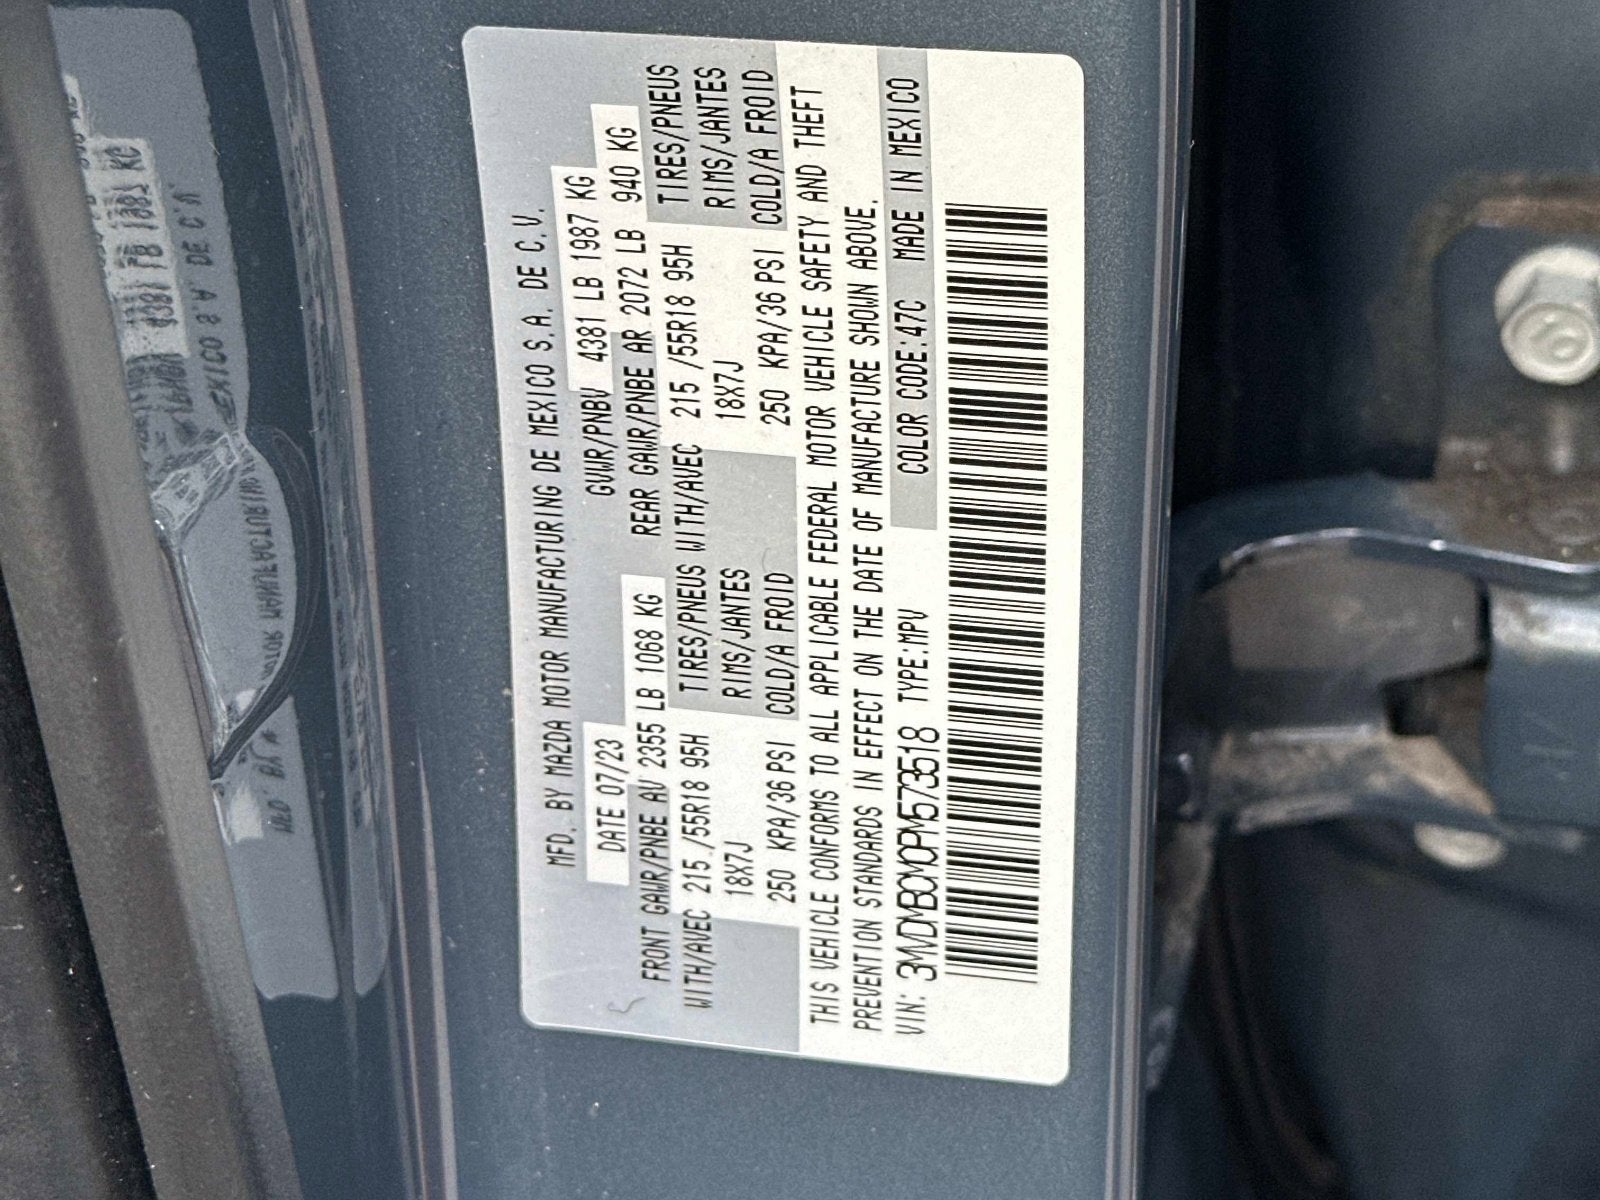 MFD. BY MAZDA MOTOR MANUFACTURING DE MEXICO S.A. DE C.V.
DATE 07/23 GVWR/PNBV 4381 LB 1987 KG
FRONT GAWR/PNBE AV 2355 LB 1068 KG REAR GAWR/PNBE AR 2072 LB 940 KG
WITH/AVEC 215 /55R18 95H TIRES/PNEUS WITH/AVEC 215 /55R18 95H TIRES/PNEUS
18X7J RIMS/JANTES 18X7J RIMS/JANTES
250 KPA/36 PSI COLD/A FROID 250 KPA/36 PSI COLD/A FROID
THIS VEHICLE CONFORMS TO ALL APPLICABLE FEDERAL MOTOR VEHICLE SAFETY AND THEFT
PREVENTION STANDARDS IN EFFECT ON THE DATE OF MANUFACTURE SHOWN ABOVE.
VIN: 3MVDMBCM0PM573518 TYPE:MPV COLOR CODE:47C MADE IN MEXICO